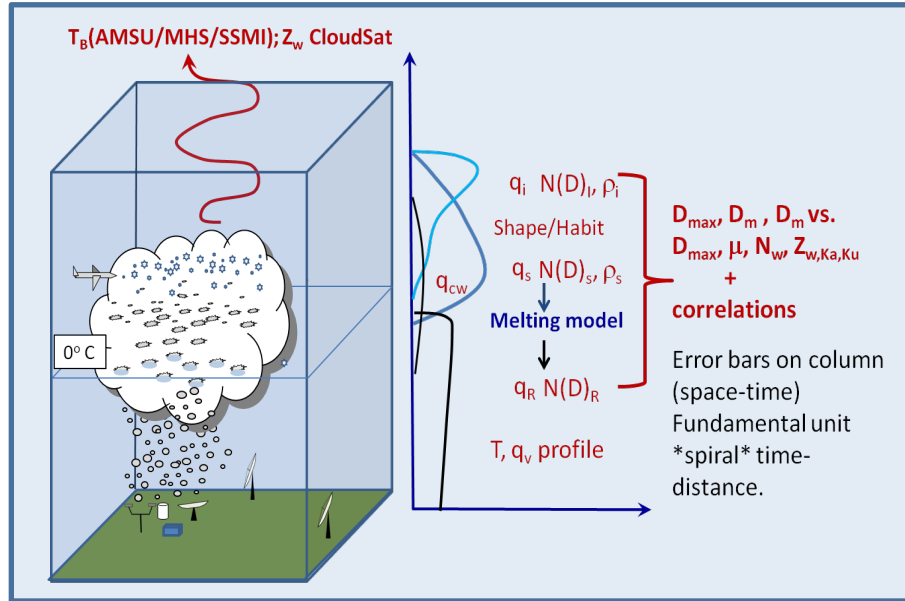 T_B(AMSU/MHS/SSMI); Z_w CloudSat
0° C
q_cw
q_i N(D)_I, ρ_i
Shape/Habit
q_s N(D)_s, ρ_s
Melting model
q_R N(D)_R
T, q_v profile
D_max, D_m , D_m vs.
D_max, μ, N_w, Z_w,Ka,Ku
+
correlations
Error bars on column
(space-time)
Fundamental unit
*spiral* time-
distance.